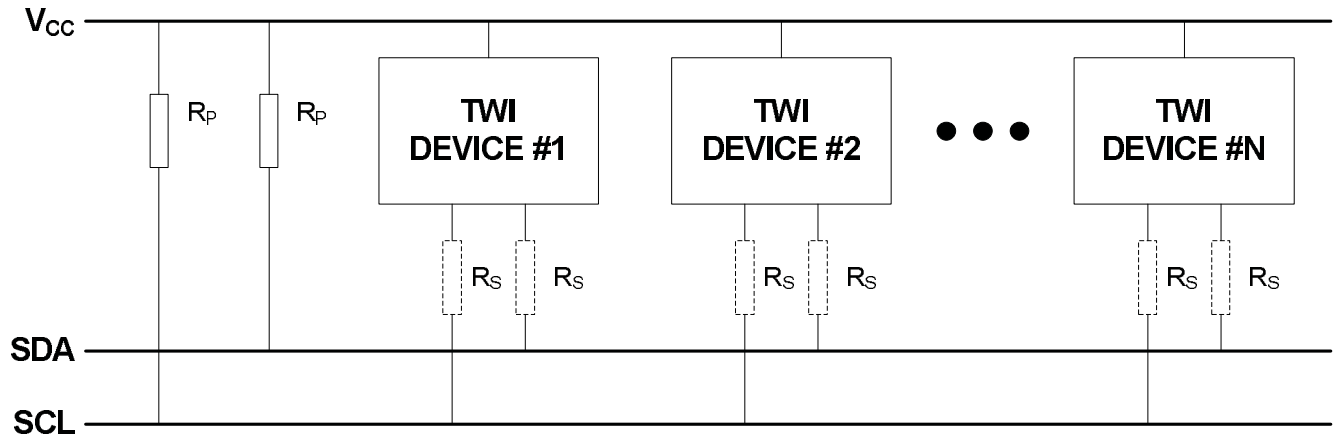 VCC
RP
RP
TWI
DEVICE #1
TWI
DEVICE #2
TWI
DEVICE #N
RS
RS
RS
RS
RS
RS
SDA
SCL